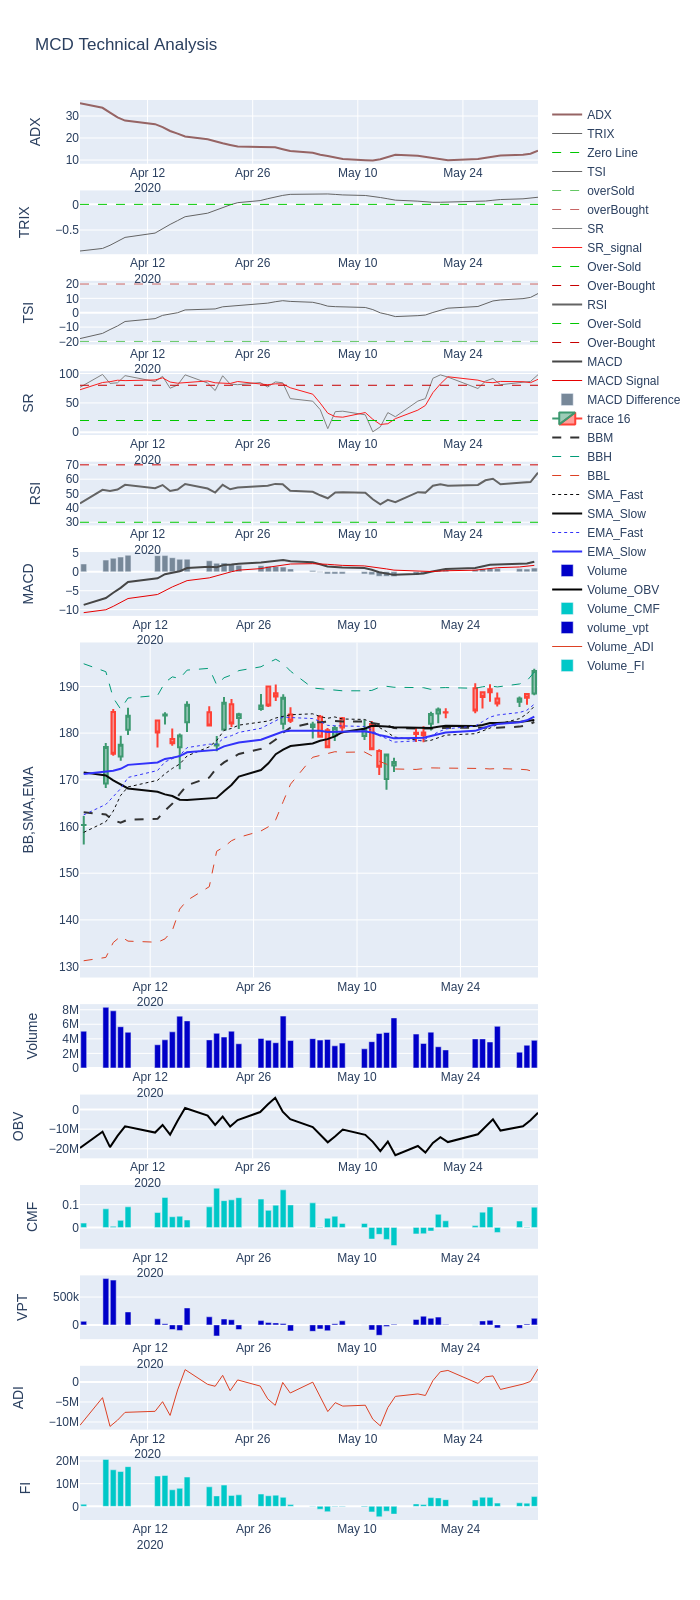 MCD Technical Analysis
ADX
30
20
10
Apr 12
2020
Apr 26
May 10
May 24
TRIX
0
−0.5
Apr 12
2020
Apr 26
May 10
May 24
TSI
20
10
0
−10
−20
Apr 12
2020
Apr 26
May 10
May 24
SR
100
50
0
Apr 12
2020
Apr 26
May 10
May 24
RSI
70
60
50
40
30
Apr 12
2020
Apr 26
May 10
May 24
MACD
5
0
−5
−10
Apr 12
2020
Apr 26
May 10
May 24
BB,SMA,EMA
190
180
170
160
150
140
130
Apr 12
2020
Apr 26
May 10
May 24
Volume
8M
6M
4M
2M
0
Apr 12
2020
Apr 26
May 10
May 24
OBV
0
−10M
−20M
Apr 12
2020
Apr 26
May 10
May 24
CMF
0.1
0
Apr 12
2020
Apr 26
May 10
May 24
VPT
500k
0
Apr 12
2020
Apr 26
May 10
May 24
ADI
0
−5M
−10M
Apr 12
2020
Apr 26
May 10
May 24
FI
20M
10M
0
Apr 12
2020
Apr 26
May 10
May 24
ADX
TRIX
Zero Line
TSI
overSold
overBought
SR
SR_signal
Over-Sold
Over-Bought
RSI
Over-Sold
Over-Bought
MACD
MACD Signal
MACD Difference
trace 16
BBM
BBH
BBL
SMA_Fast
SMA_Slow
EMA_Fast
EMA_Slow
Volume
Volume_OBV
Volume_CMF
volume_vpt
Volume_ADI
Volume_FI